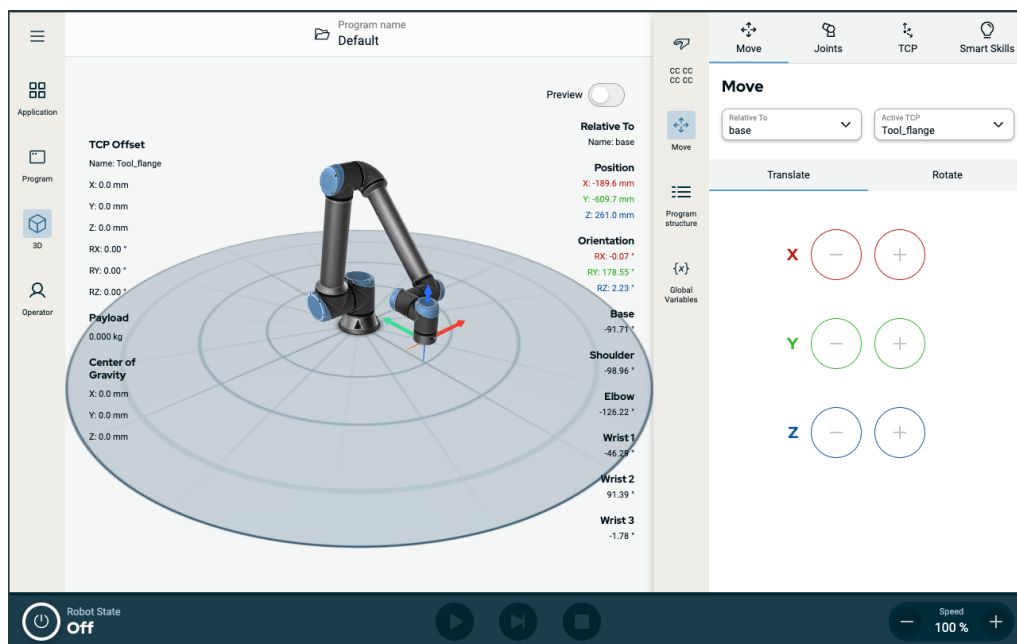 Program name
Default
Application
Program
3D
Operator
TCP Offset
Name: Tool_flange
X: 0.0 mm
Y: 0.0 mm
Z: 0.0 mm
RX: 0.00 °
RY: 0.00 °
RZ: 0.00 °
Payload
0.000 kg
Center of
Gravity
X: 0.0 mm
Y: 0.0 mm
Z: 0.0 mm
Preview
Relative To
Name: base
Position
X: -189.6 mm
Y: -609.7 mm
Z: 261.0 mm
Orientation
RX: -0.07 °
RY: 178.55 °
RZ: 2.23 °
Base
-91.71 °
Shoulder
-98.96 °
Elbow
-126.22 °
Wrist 1
-46.29 °
Wrist 2
91.39 °
Wrist 3
-1.78 °
CC CC
CC CC
Move
Program
structure
{x}
Global
Variables
Move
Joints
TCP
Smart Skills
Move
Relative To
base
Active TCP
Tool_flange
Translate
Rotate
X
Y
Z
Robot State
Off
Speed
100 %